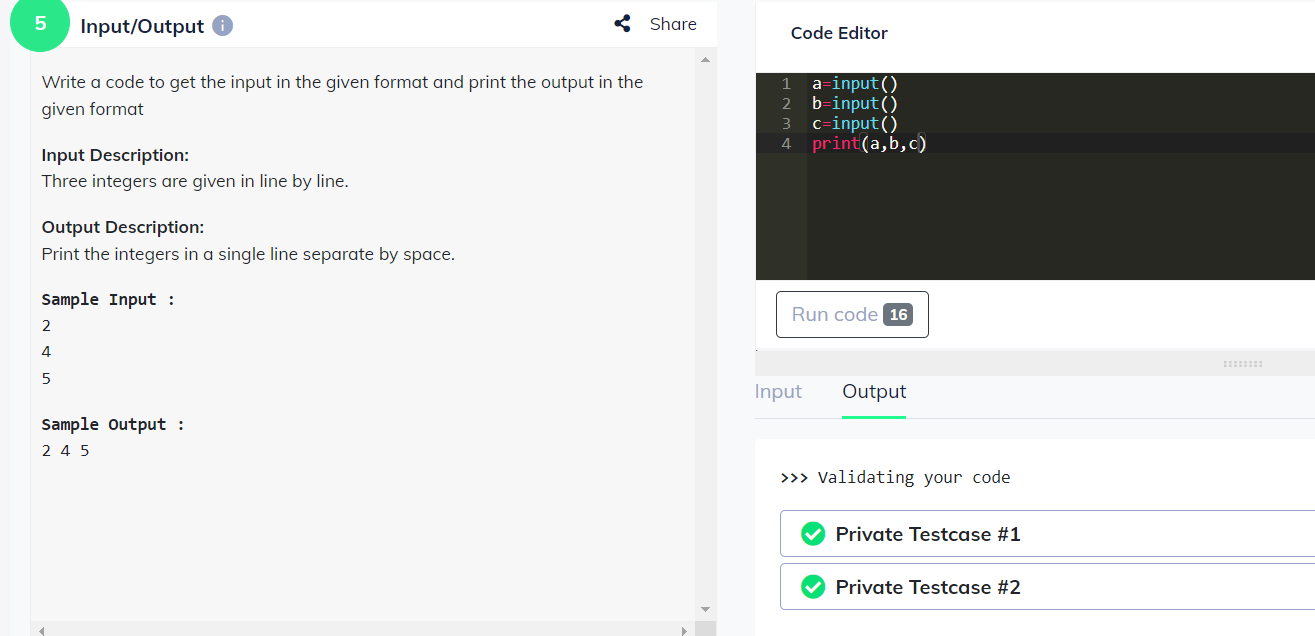 5
Input/Output i
Share
Write a code to get the input in the given format and print the output in the
given format
Input Description:
Three integers are given in line by line.
Output Description:
Print the integers in a single line separate by space.
Sample Input :
2
4
5
Sample Output :
2 4 5
Code Editor
1 a=input()
2 b=input()
3 c=input()
4 print(a,b,c)
Run code 16
Input Output
>>> Validating your code
Private Testcase #1
Private Testcase #2